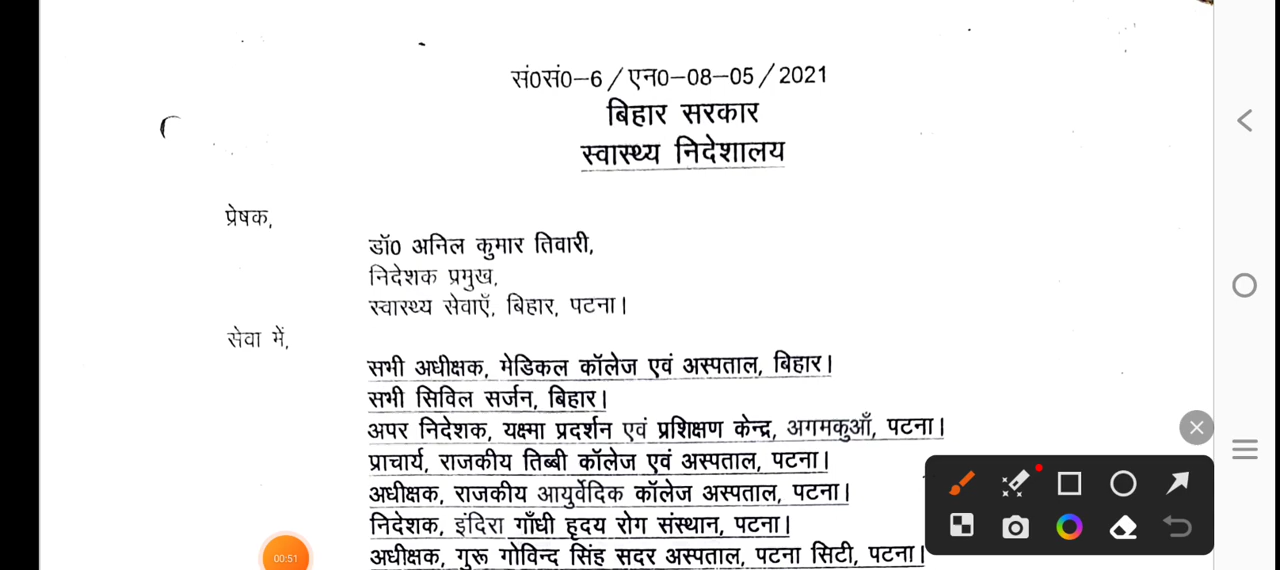 सं0सं0–6/एन0–08–05/2021
बिहार सरकार
स्वास्थ्य निदेशालय
प्रेषक,
डॉ0 अनिल कुमार तिवारी,
निदेशक प्रमुख,
स्वास्थ्य सेवाएँ, बिहार, पटना।
सेवा में,
सभी अधीक्षक, मेडिकल कॉलेज एवं अस्पताल, बिहार।
सभी सिविल सर्जन, बिहार।
अपर निदेशक, यक्ष्मा प्रदर्शन एवं प्रशिक्षण केन्द्र, अगमकुआँ, पटना।
प्राचार्य, राजकीय तिब्बी कॉलेज एवं अस्पताल, पटना।
अधीक्षक, राजकीय आयुर्वेदिक कॉलेज अस्पताल, पटना।
निदेशक, इंदिरा गाँधी हृदय रोग संस्थान, पटना।
अधीक्षक, गुरू गोविन्द सिंह सदर अस्पताल, पटना सिटी, पटना।
00:51